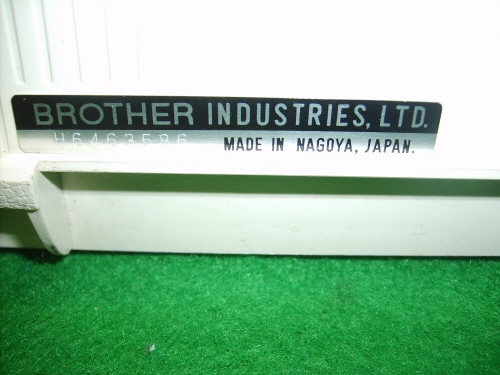 BROTHER INDUSTRIES, LTD.
H6463586 MADE IN NAGOYA, JAPAN.